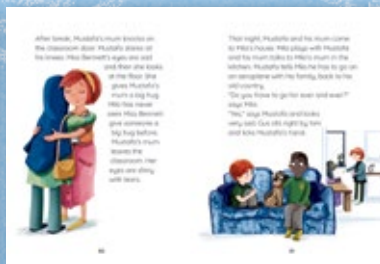 After break, Mustafa's mum knocks on
the classroom door. Mustafa stares at
his knees. Miss Bennett's eyes are sad
and then she looks
at the floor. She
gives Mustafa's
mum a big hug.
Milo has never
seen Miss Bennett
give someone a
big hug before.
Mustafa's mum
leaves the
classroom. Her
eyes are shiny
with tears.
That night, Mustafa and his mum come
to Milo's house. Milo plays with Mustafa
and his mum talks to Milo's mum in the
kitchen. Mustafa tells Milo he has to go on
an aeroplane with his family, back to his
old country.
"Do you have to go for ever and ever?"
says Milo.
"Yes," says Mustafa and looks
very sad. Gus sits right by him
and licks Mustafa's hand.